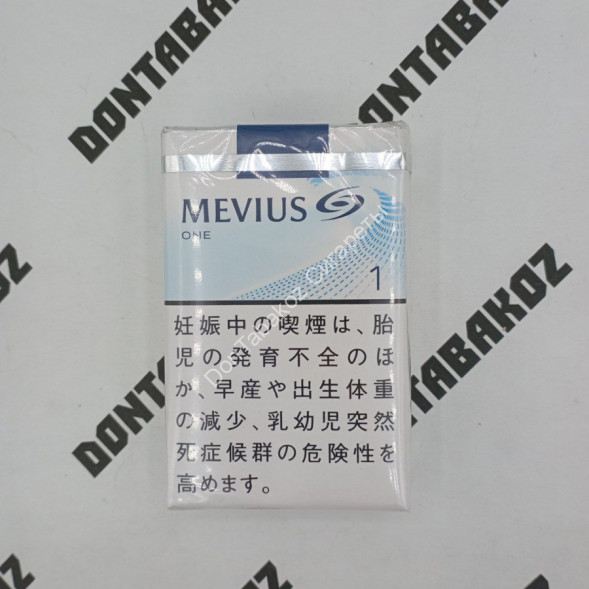 DONTABAKOZ
DONTABAKOZ
MEVIUS
ONE
1
DonTabakoz Сигареты
妊娠中の喫煙は、胎
児の発育不全のほ
か、早産や出生体重
の減少、乳幼児突然
死症候群の危険性を
高めます。
DONTABAKOZ
DONTABAKOZ